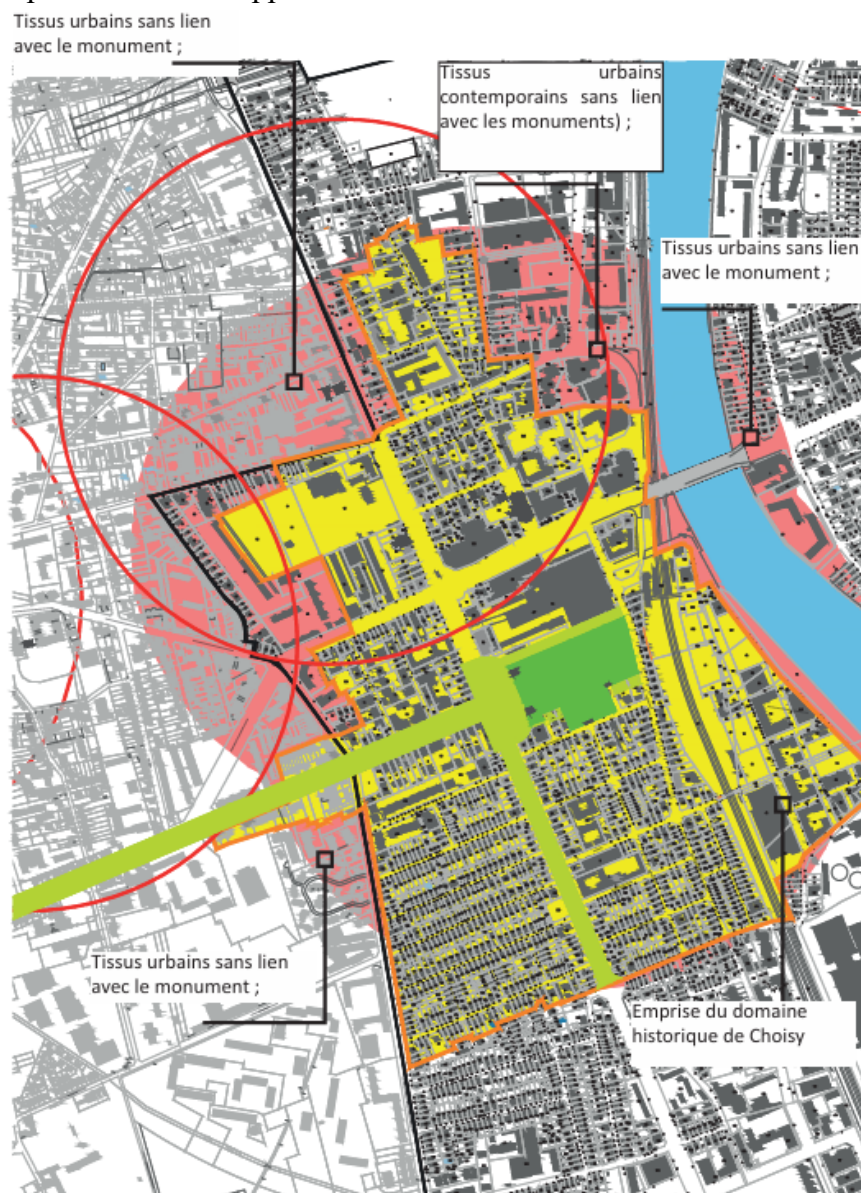 Tissus urbains sans lien
avec le monument ;
Tissus urbains
contemporains sans lien
avec les monuments) ;
Tissus urbains sans lien
avec le monument ;
Tissus urbains sans lien
avec le monument ;
Emprise du domaine
historique de Choisy